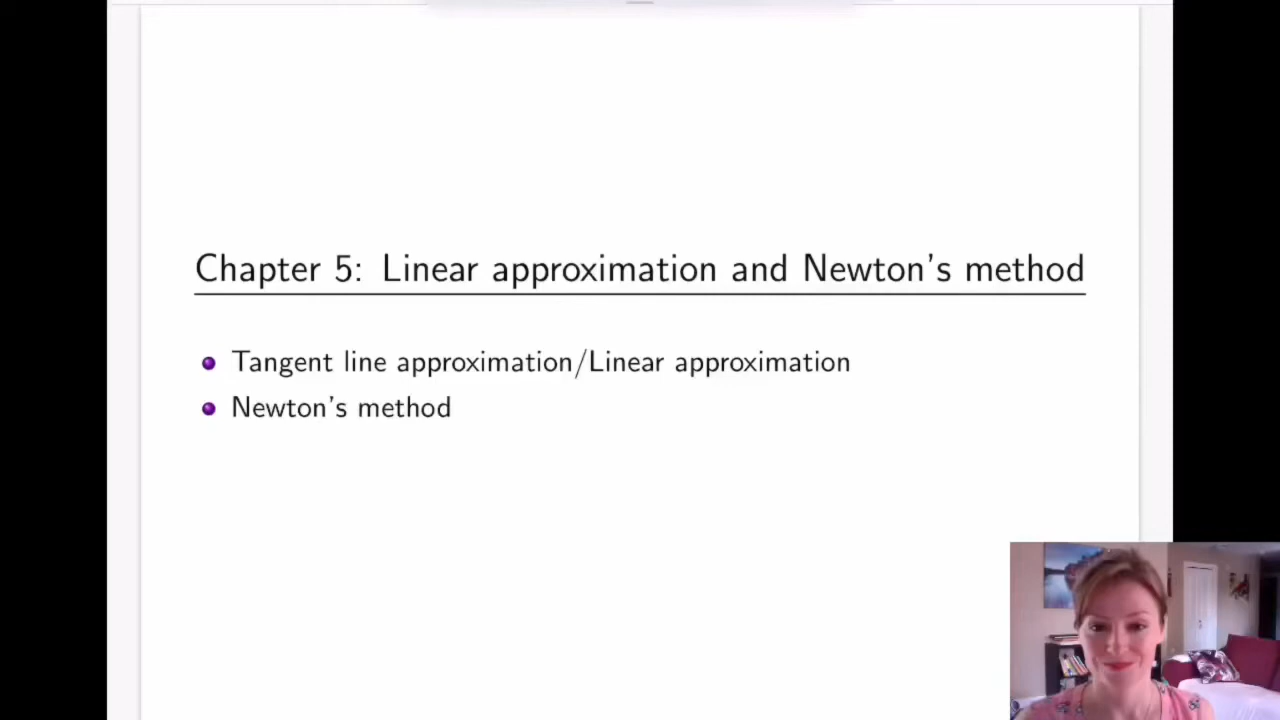 Chapter 5: Linear approximation and Newton's method
Tangent line approximation/Linear approximation
Newton's method